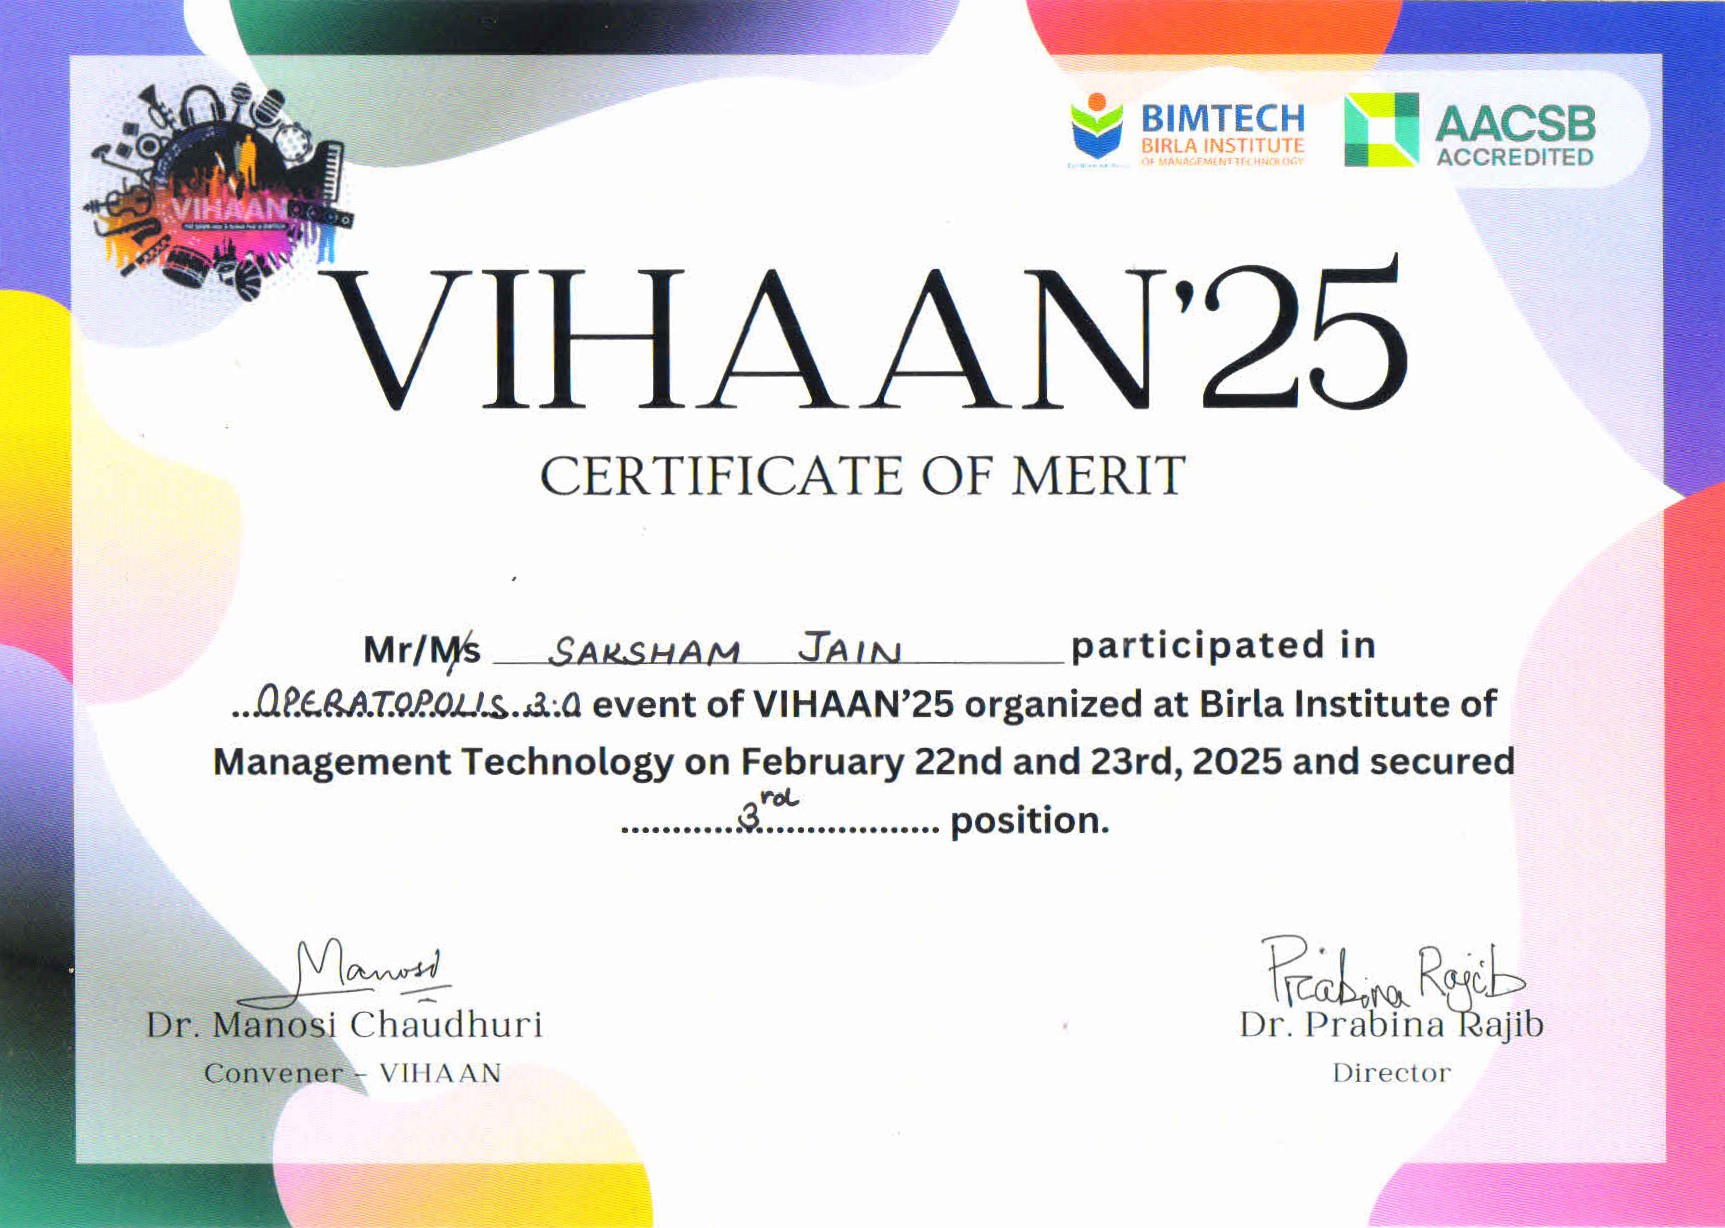 VIHAAN
BIMTECH
BIRLA INSTITUTE
OF MANAGEMENT TECHNOLOGY
AACSB
ACCREDITED
VIHAAN’25
CERTIFICATE OF MERIT
Mr/Ms SAKSHAM JAIN participated in
OPERATOPOLIS 3.0 event of VIHAAN’25 organized at Birla Institute of
Management Technology on February 22nd and 23rd, 2025 and secured
3rd position.
Manosi
Prabina Rajib
Dr. Manosi Chaudhuri
Dr. Prabina Rajib
Convener – VIHAAN
Director